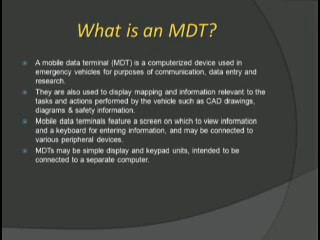 What is an MDT?
A mobile data terminal (MDT) is a computerized device used in
emergency vehicles for purposes of communication, data entry and
research.
They are also used to display mapping and information relevant to the
tasks and actions performed by the vehicle such as CAD drawings,
diagrams & safety information.
Mobile data terminals feature a screen on which to view information
and a keyboard for entering information, and may be connected to
various peripheral devices.
MDTs may be simple display and keypad units, intended to be
connected to a separate computer.